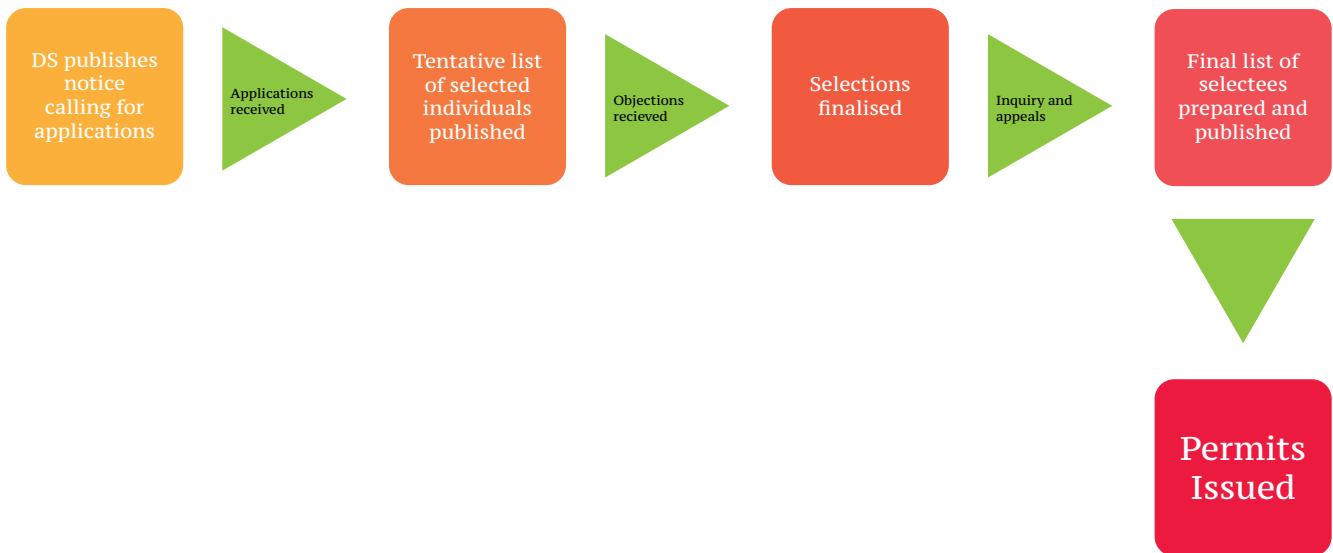 DS publishes
notice
calling for
applications
Applications
received
Tentative list
of selected
individuals
published
Objections
recieved
Selections
finalised
Inquiry and
appeals
Final list of
selectees
prepared and
published
Permits
Issued